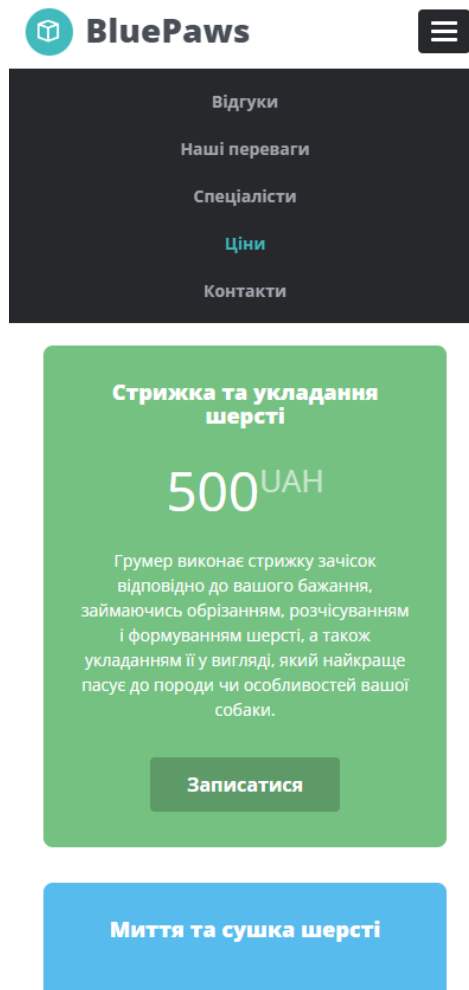 BluePaws
Відгуки
Наші переваги
Спеціалісти
Ціни
Контакти
Стрижка та укладання
шерсті
500UAH
Грумер виконає стрижку зачісок
відповідно до вашого бажання,
займаючись обрізанням, розчісуванням
і формуванням шерсті, а також
укладанням її у вигляді, який найкраще
пасує до породи чи особливостей вашої
собаки.
Записатися
Миття та сушка шерсті